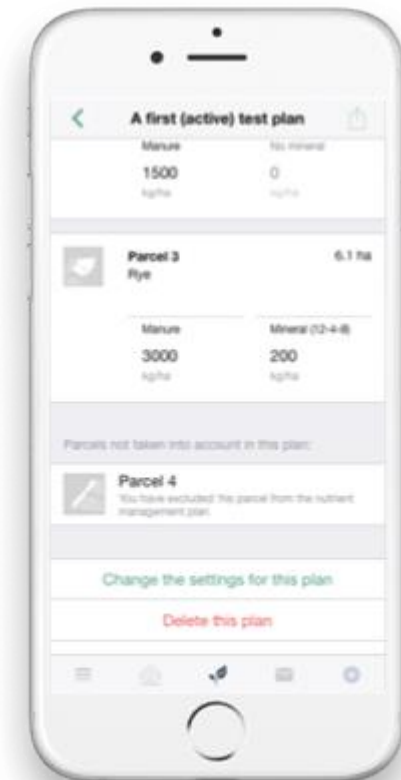 A first (active) test plan
Manure No mineral
1500 0
kg/ha kg/ha
Parcel 3 6.1 ha
Rye
Manure Mineral (12-4-8)
3000 200
kg/ha kg/ha
Parcels not taken into account in this plan:
Parcel 4
You have excluded this parcel from the nutrient
management plan
Change the settings for this plan
Delete this plan